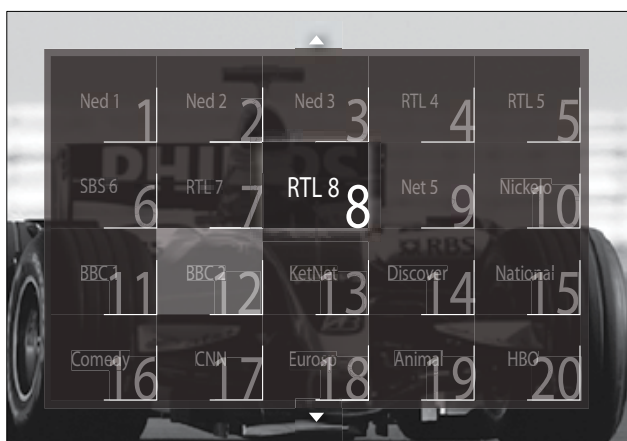 Ned 1 1 Ned 2 2 Ned 3 3 RTL 4 4 RTL 5 5
PHILIPS
SBS 6 6 RTL 7 7 RTL 8 8 Net 5 9 Nickelo 10
RBS
BBC 1 11 BBC 2 12 KetNet 13 Discover 14 National 15
Comedy 16 CNN 17 Eurosp 18 Animal 19 HBO 20